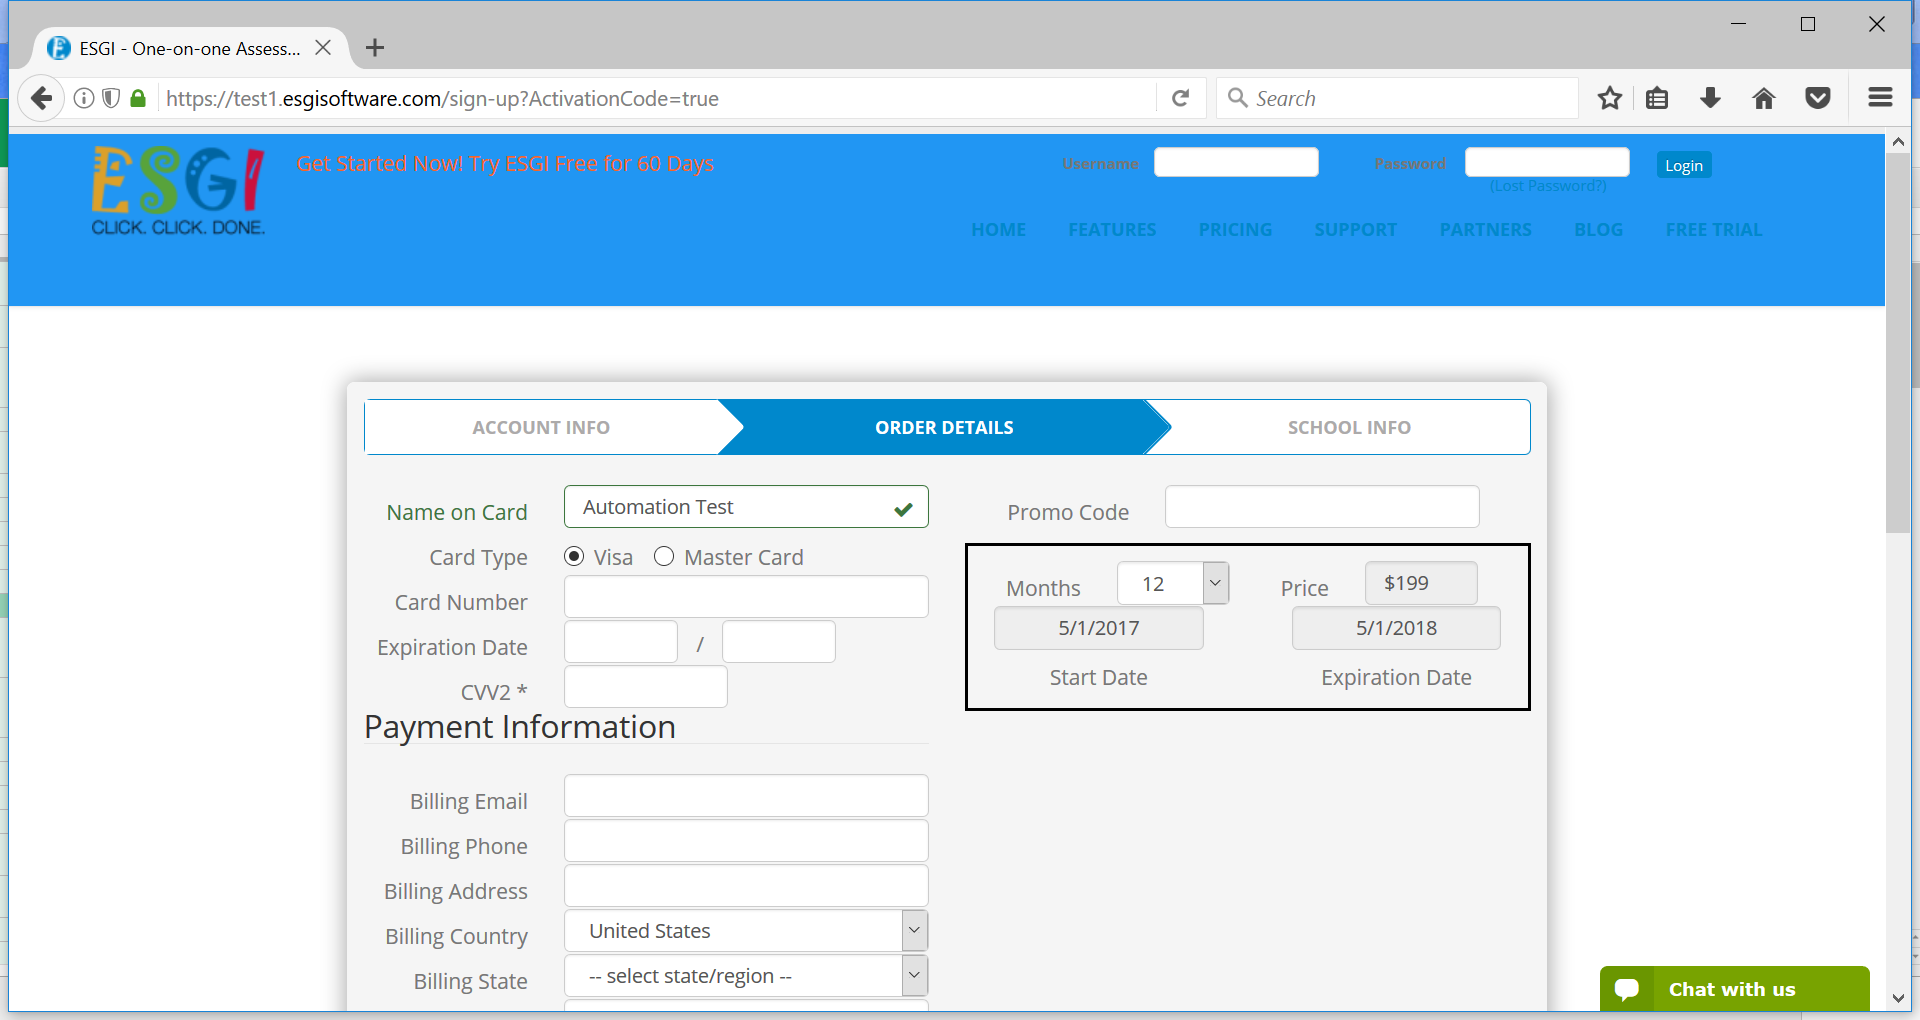 ESGI - One-on-one Assess...
https://test1.esgisoftware.com/sign-up?ActivationCode=true
Search
ESGI
CLICK. CLICK. DONE.
Get Started Now! Try ESGI Free for 60 Days
Username
Password
Login
(Lost Password?)
HOME FEATURES PRICING SUPPORT PARTNERS BLOG FREE TRIAL
ACCOUNT INFO ORDER DETAILS SCHOOL INFO
Name on Card Automation Test
Card Type Visa Master Card
Card Number
Expiration Date /
CVV2 *
Promo Code
Months 12 Price $199
5/1/2017 5/1/2018
Start Date Expiration Date
Payment Information
Billing Email
Billing Phone
Billing Address
Billing Country United States
Billing State -- select state/region --
Chat with us